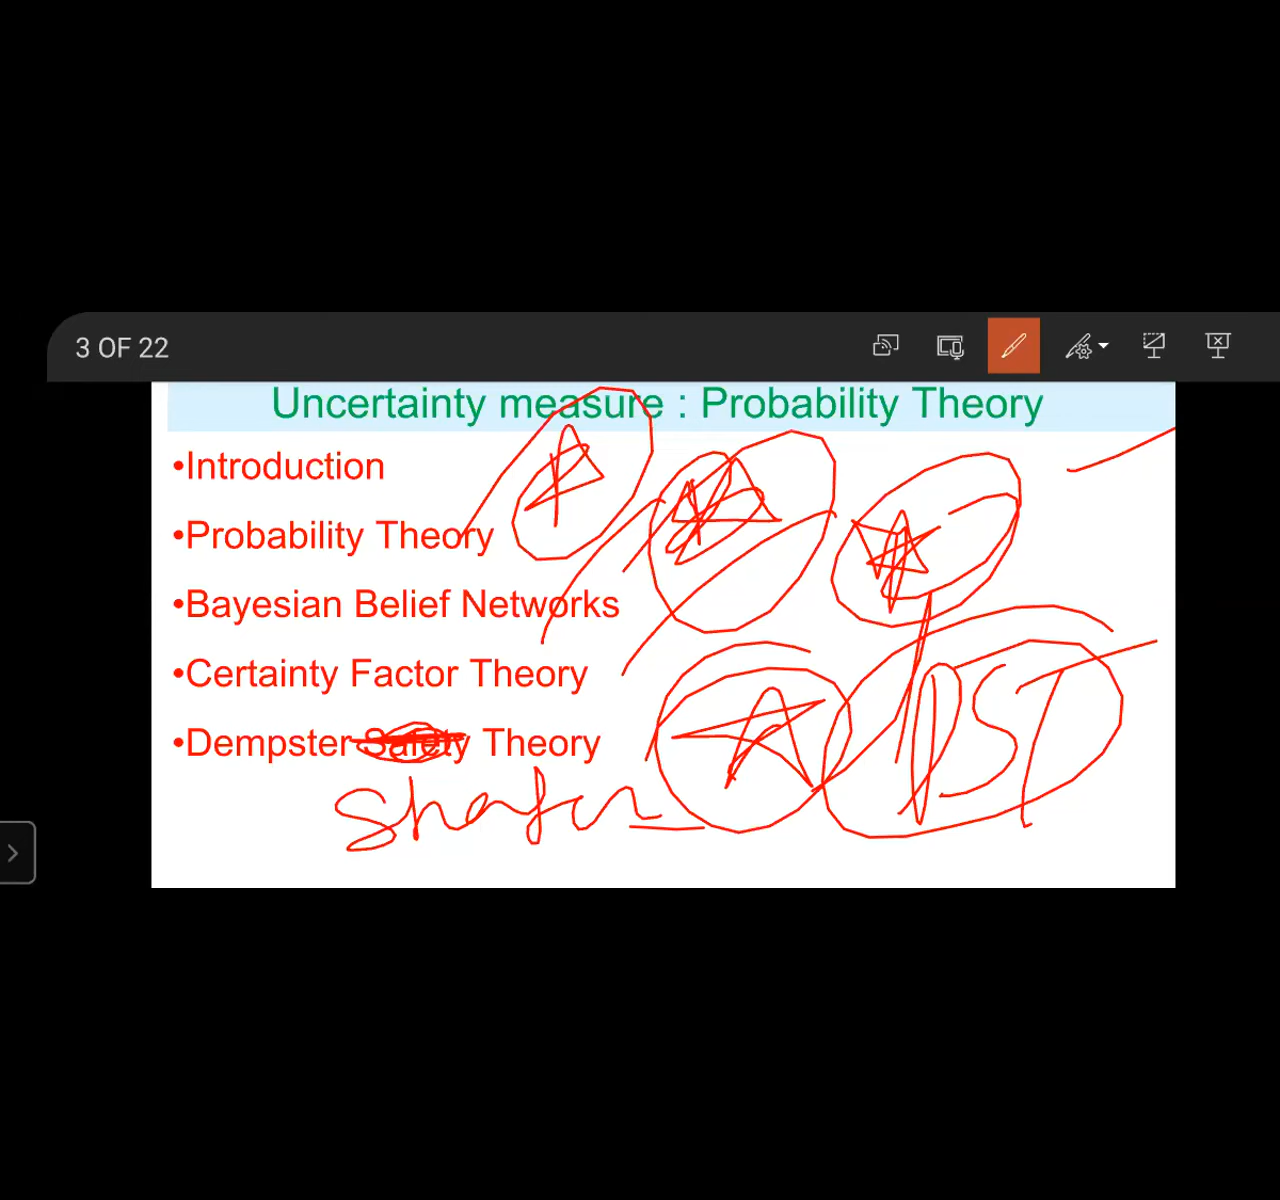 3 OF 22
Uncertainty measure : Probability Theory
•Introduction
•Probability Theory
•Bayesian Belief Networks
•Certainty Factor Theory
•Dempster-Safety Theory
Shafer
DST